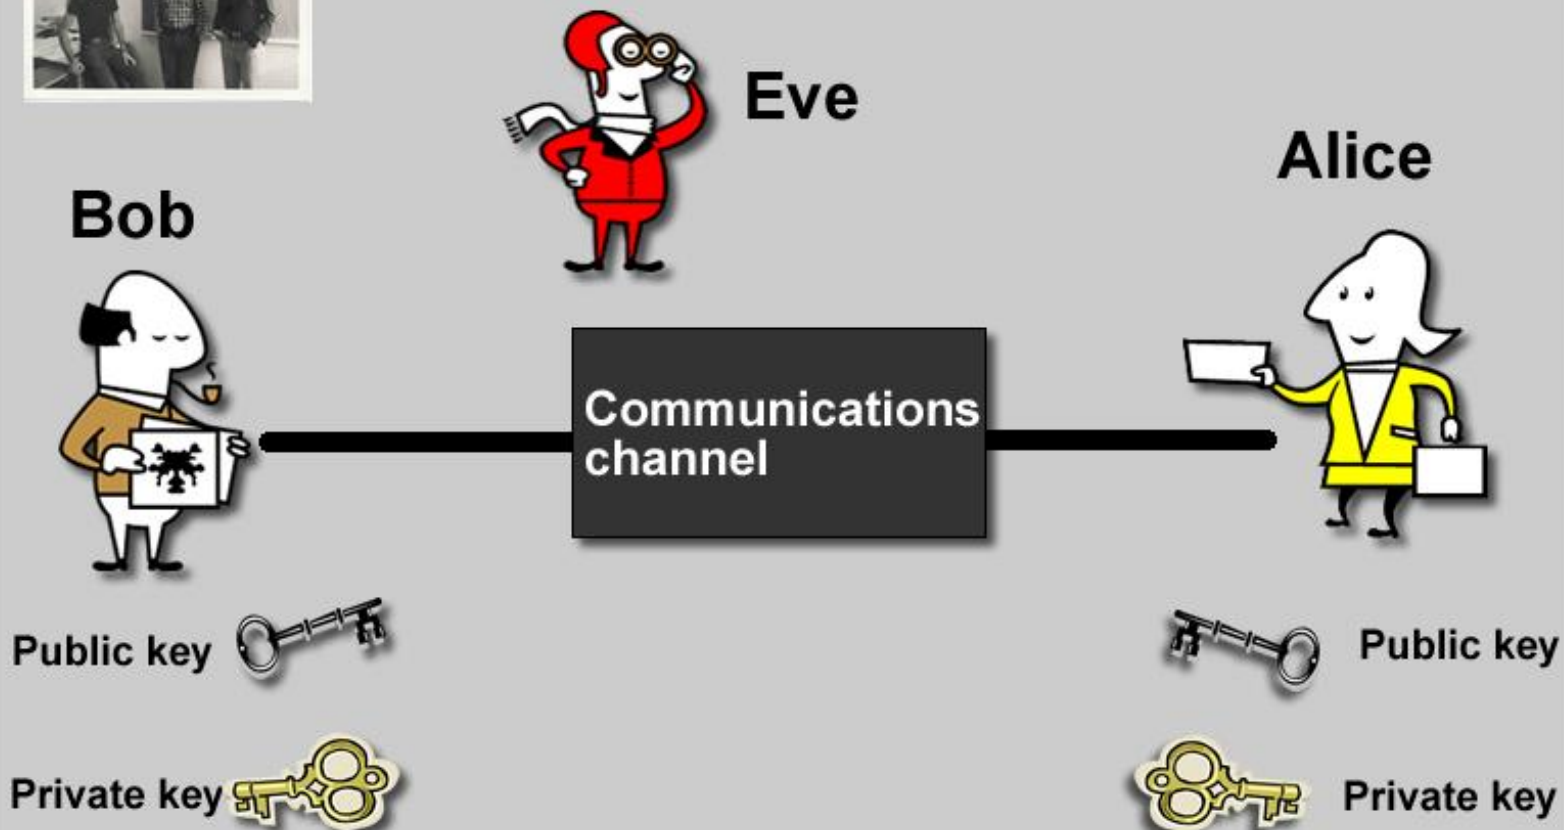 Eve
Alice
Bob
Communications
channel
Public key
Public key
Private key
Private key